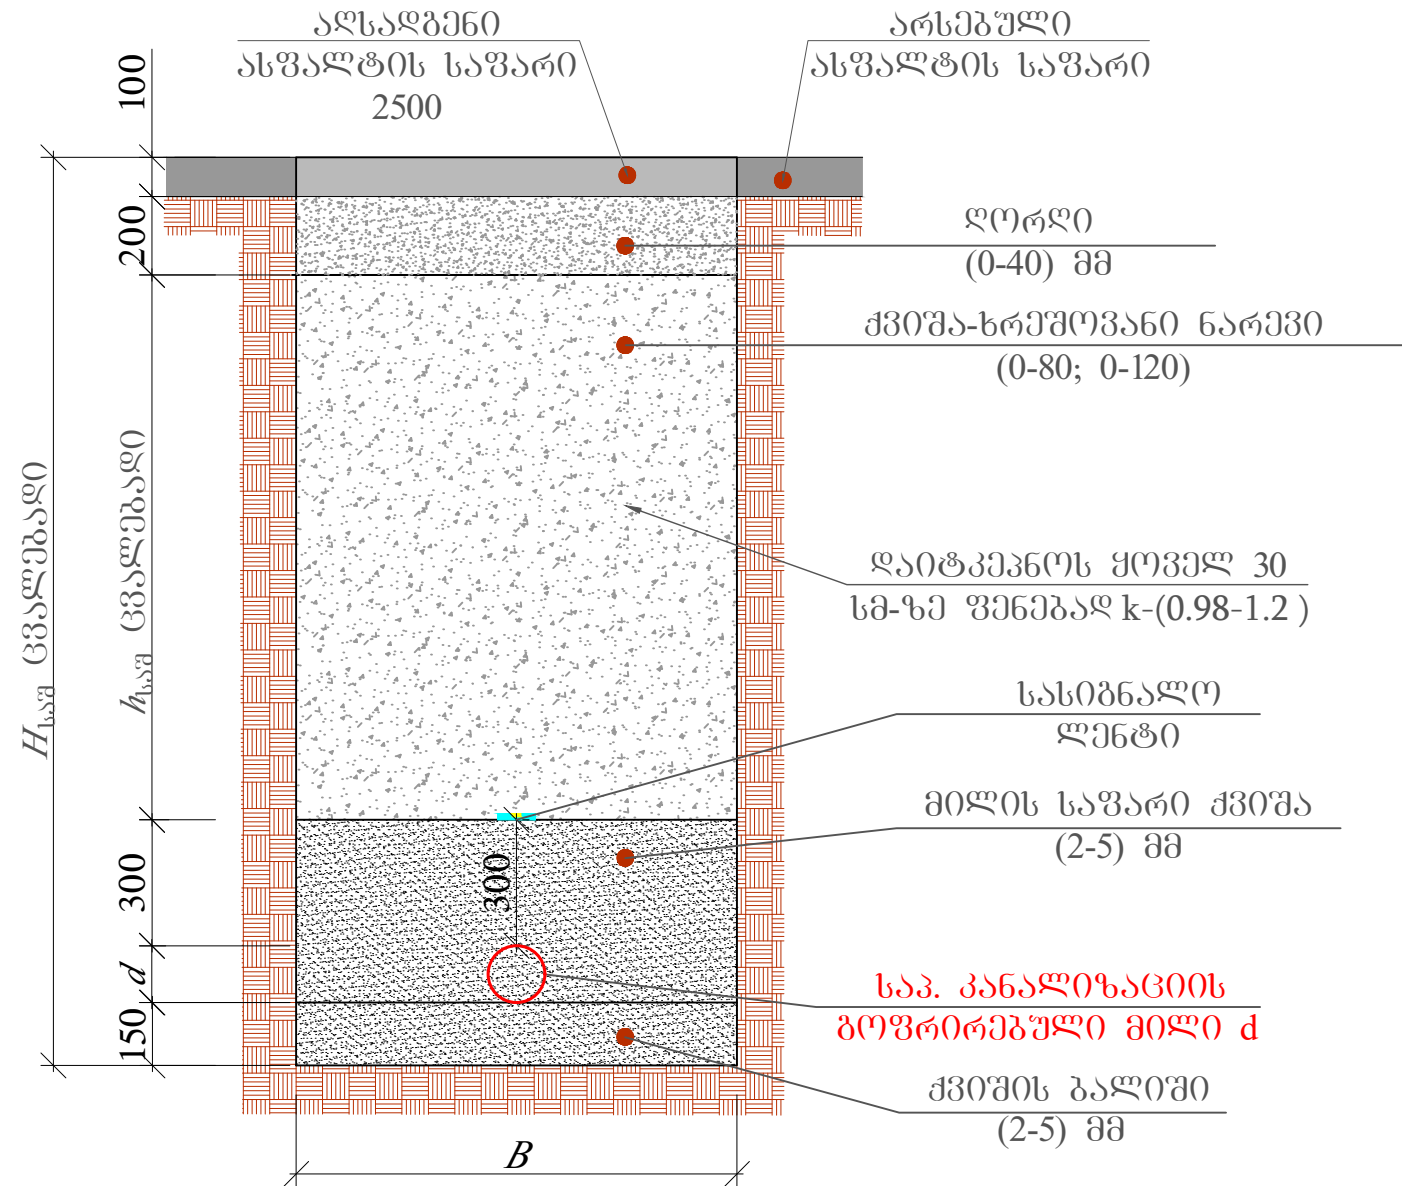 აღსადგენი
ასფალტის საფარი
2500
არსებული
ასფალტის საფარი
100
200
ღორღი
(0-40) მმ
ქვიშა-ხრეშოვანი ნარევი
(0-80; 0-120)
Hსაშ ცვალებადი
hსაშ ცვალებადი
დაიტკეპნოს ყოველ 30
სმ-ზე ფენებად k-(0.98-1.2 )
სასიგნალო
ლენტი
მილის საფარი ქვიშა
(2-5) მმ
300
300
d
150
საპ. კანალიზაციის
გოფრირებული მილი d
ქვიშის ბალიში
(2-5) მმ
B